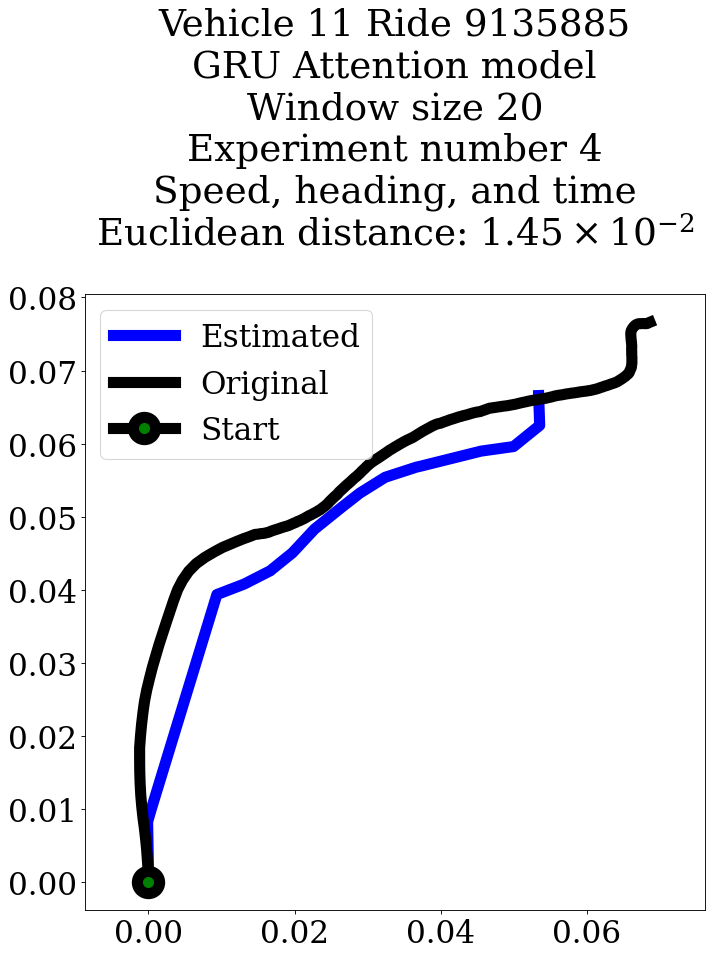 Vehicle 11 Ride 9135885
GRU Attention model
Window size 20
Experiment number 4
Speed, heading, and time
Euclidean distance: 1.45 × 10⁻²
0.08
0.07
0.06
0.05
0.04
0.03
0.02
0.01
0.00
Estimated
Original
Start
0.00 0.02 0.04 0.06